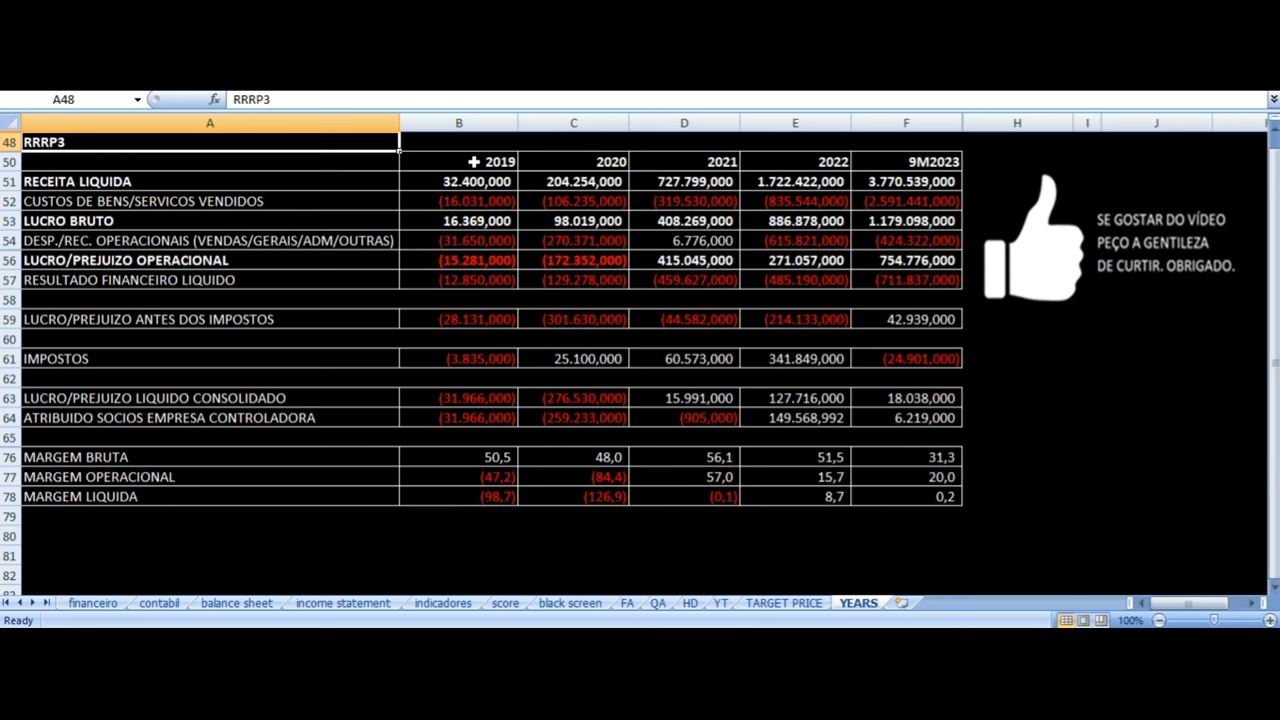 A48 fx RRRP3
A B C D E F H I J
48 RRRP3
50 2019 2020 2021 2022 9M2023
51 RECEITA LIQUIDA 32.400,000 204.254,000 727.799,000 1.722.422,000 3.770.539,000
52 CUSTOS DE BENS/SERVICOS VENDIDOS (16.031,000) (106.235,000) (319.530,000) (835.544,000) (2.591.441,000)
53 LUCRO BRUTO 16.369,000 98.019,000 408.269,000 886.878,000 1.179.098,000
54 DESP./REC. OPERACIONAIS (VENDAS/GERAIS/ADM/OUTRAS) (31.650,000) (270.371,000) 6.776,000 (615.821,000) (424.322,000)
56 LUCRO/PREJUIZO OPERACIONAL (15.281,000) (172.352,000) 415.045,000 271.057,000 754.776,000
57 RESULTADO FINANCEIRO LIQUIDO (12.850,000) (129.278,000) (459.627,000) (485.190,000) (711.837,000)
58
59 LUCRO/PREJUIZO ANTES DOS IMPOSTOS (28.131,000) (301.630,000) (44.582,000) (214.133,000) 42.939,000
60
61 IMPOSTOS (3.835,000) 25.100,000 60.573,000 341.849,000 (24.901,000)
62
63 LUCRO/PREJUIZO LIQUIDO CONSOLIDADO (31.966,000) (276.530,000) 15.991,000 127.716,000 18.038,000
64 ATRIBUIDO SOCIOS EMPRESA CONTROLADORA (31.966,000) (259.233,000) (905,000) 149.568,992 6.219,000
65
76 MARGEM BRUTA 50,5 48,0 56,1 51,5 31,3
77 MARGEM OPERACIONAL (47,2) (84,4) 57,0 15,7 20,0
78 MARGEM LIQUIDA (98,7) (126,9) (0,1) 8,7 0,2
79
80
81
82
SE GOSTAR DO VÍDEO
PEÇO A GENTILEZA
DE CURTIR. OBRIGADO.
financeiro contabil balance sheet income statement indicadores score black screen FA QA HD YT TARGET PRICE YEARS
Ready 100%